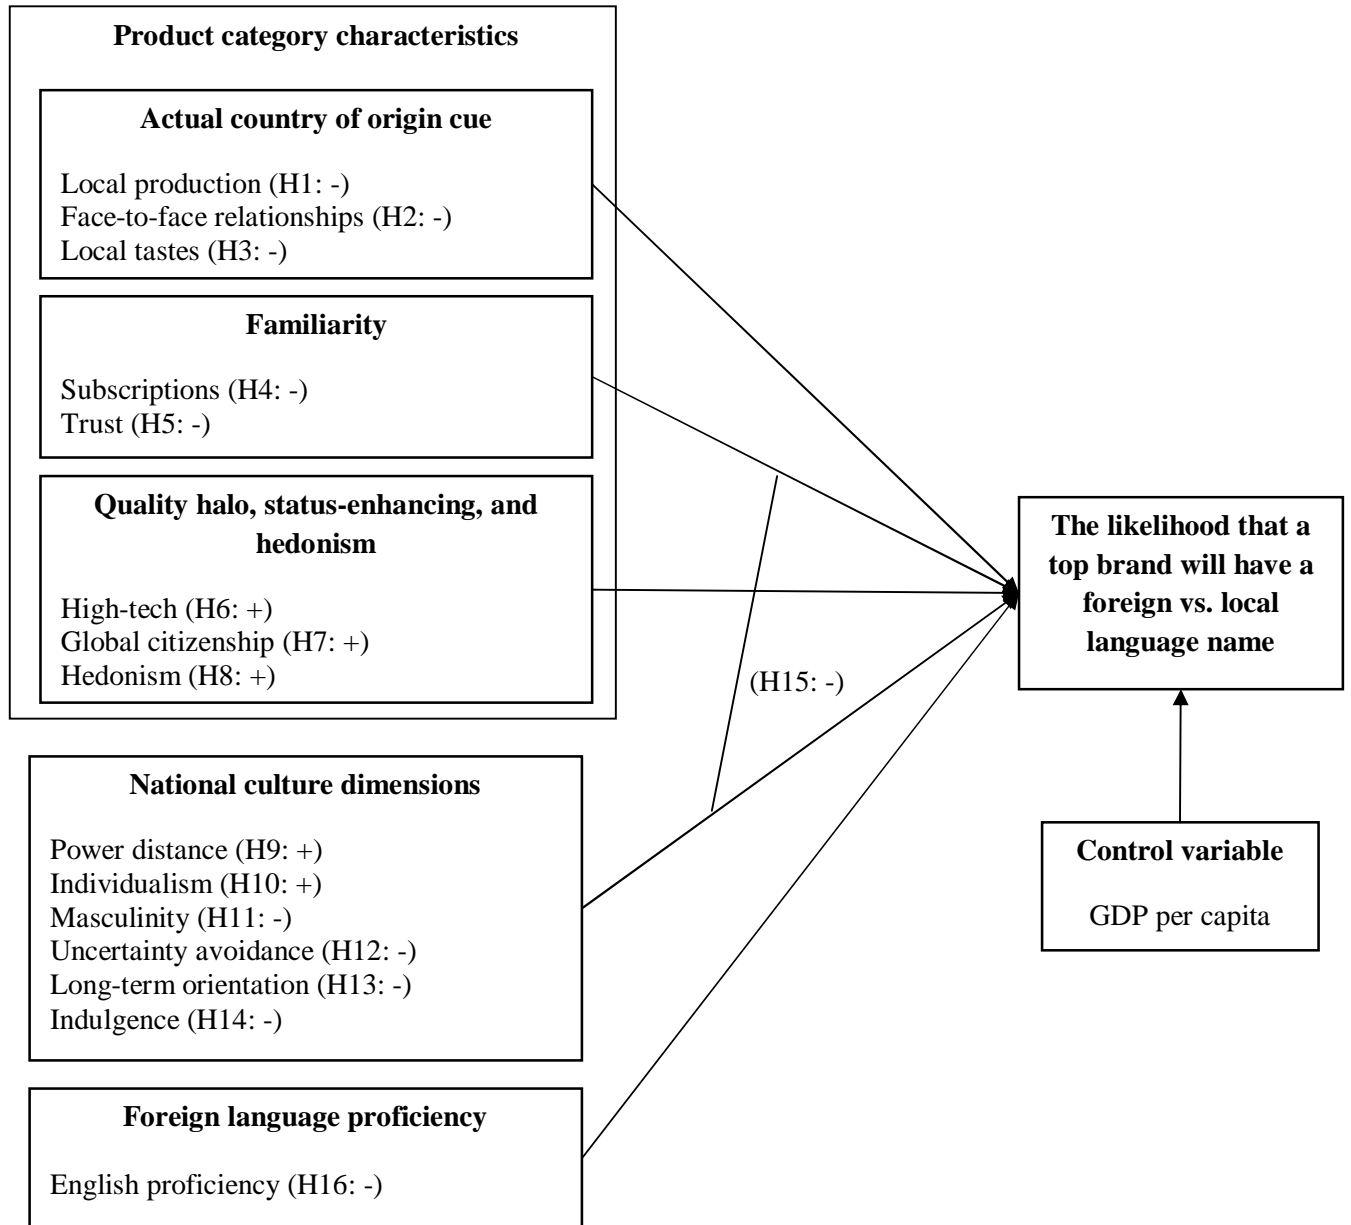 Product category characteristics
Actual country of origin cue
Local production (H1: -)
Face-to-face relationships (H2: -)
Local tastes (H3: -)
Familiarity
Subscriptions (H4: -)
Trust (H5: -)
Quality halo, status-enhancing, and
hedonism
High-tech (H6: +)
Global citizenship (H7: +)
Hedonism (H8: +)
(H15: -)
The likelihood that a
top brand will have a
foreign vs. local
language name
National culture dimensions
Power distance (H9: +)
Individualism (H10: +)
Masculinity (H11: -)
Uncertainty avoidance (H12: -)
Long-term orientation (H13: -)
Indulgence (H14: -)
Control variable
GDP per capita
Foreign language proficiency
English proficiency (H16: -)